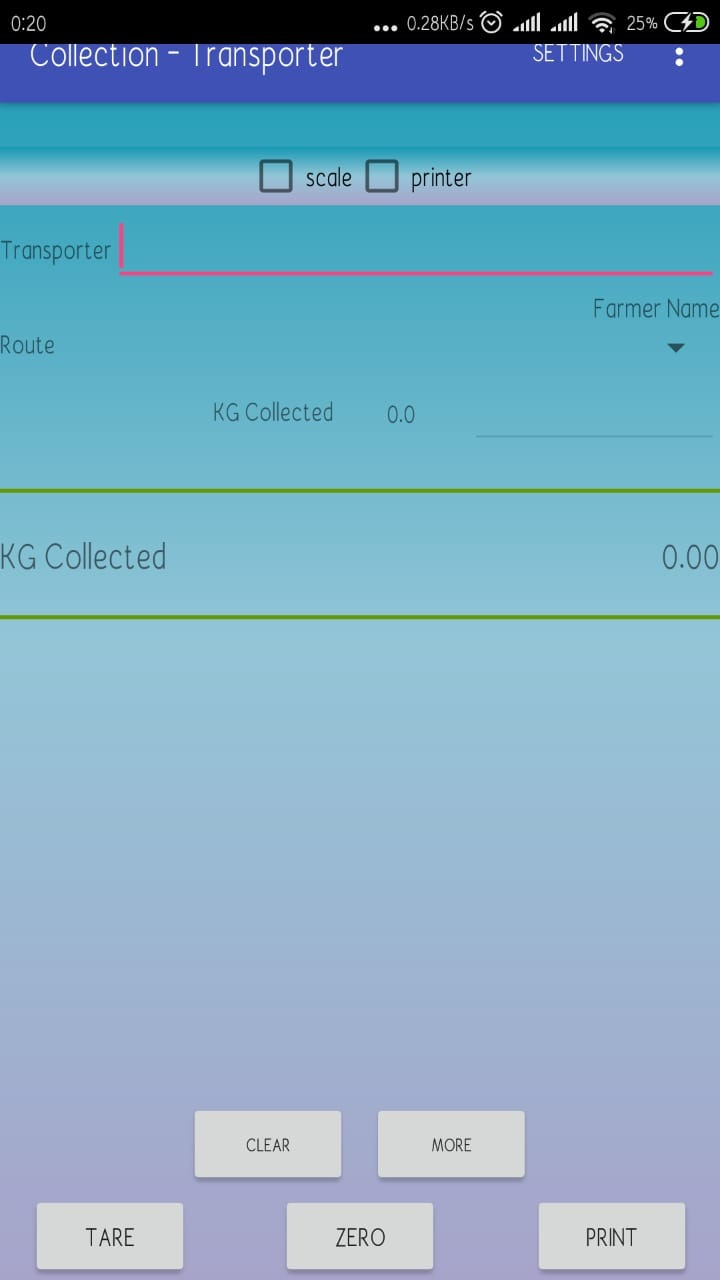 0:20 ... 0.28KB/s 25%
Collection - Transporter SETTINGS
scale printer
Transporter
Farmer Name
Route
KG Collected 0.0
KG Collected 0.00
CLEAR MORE
TARE ZERO PRINT